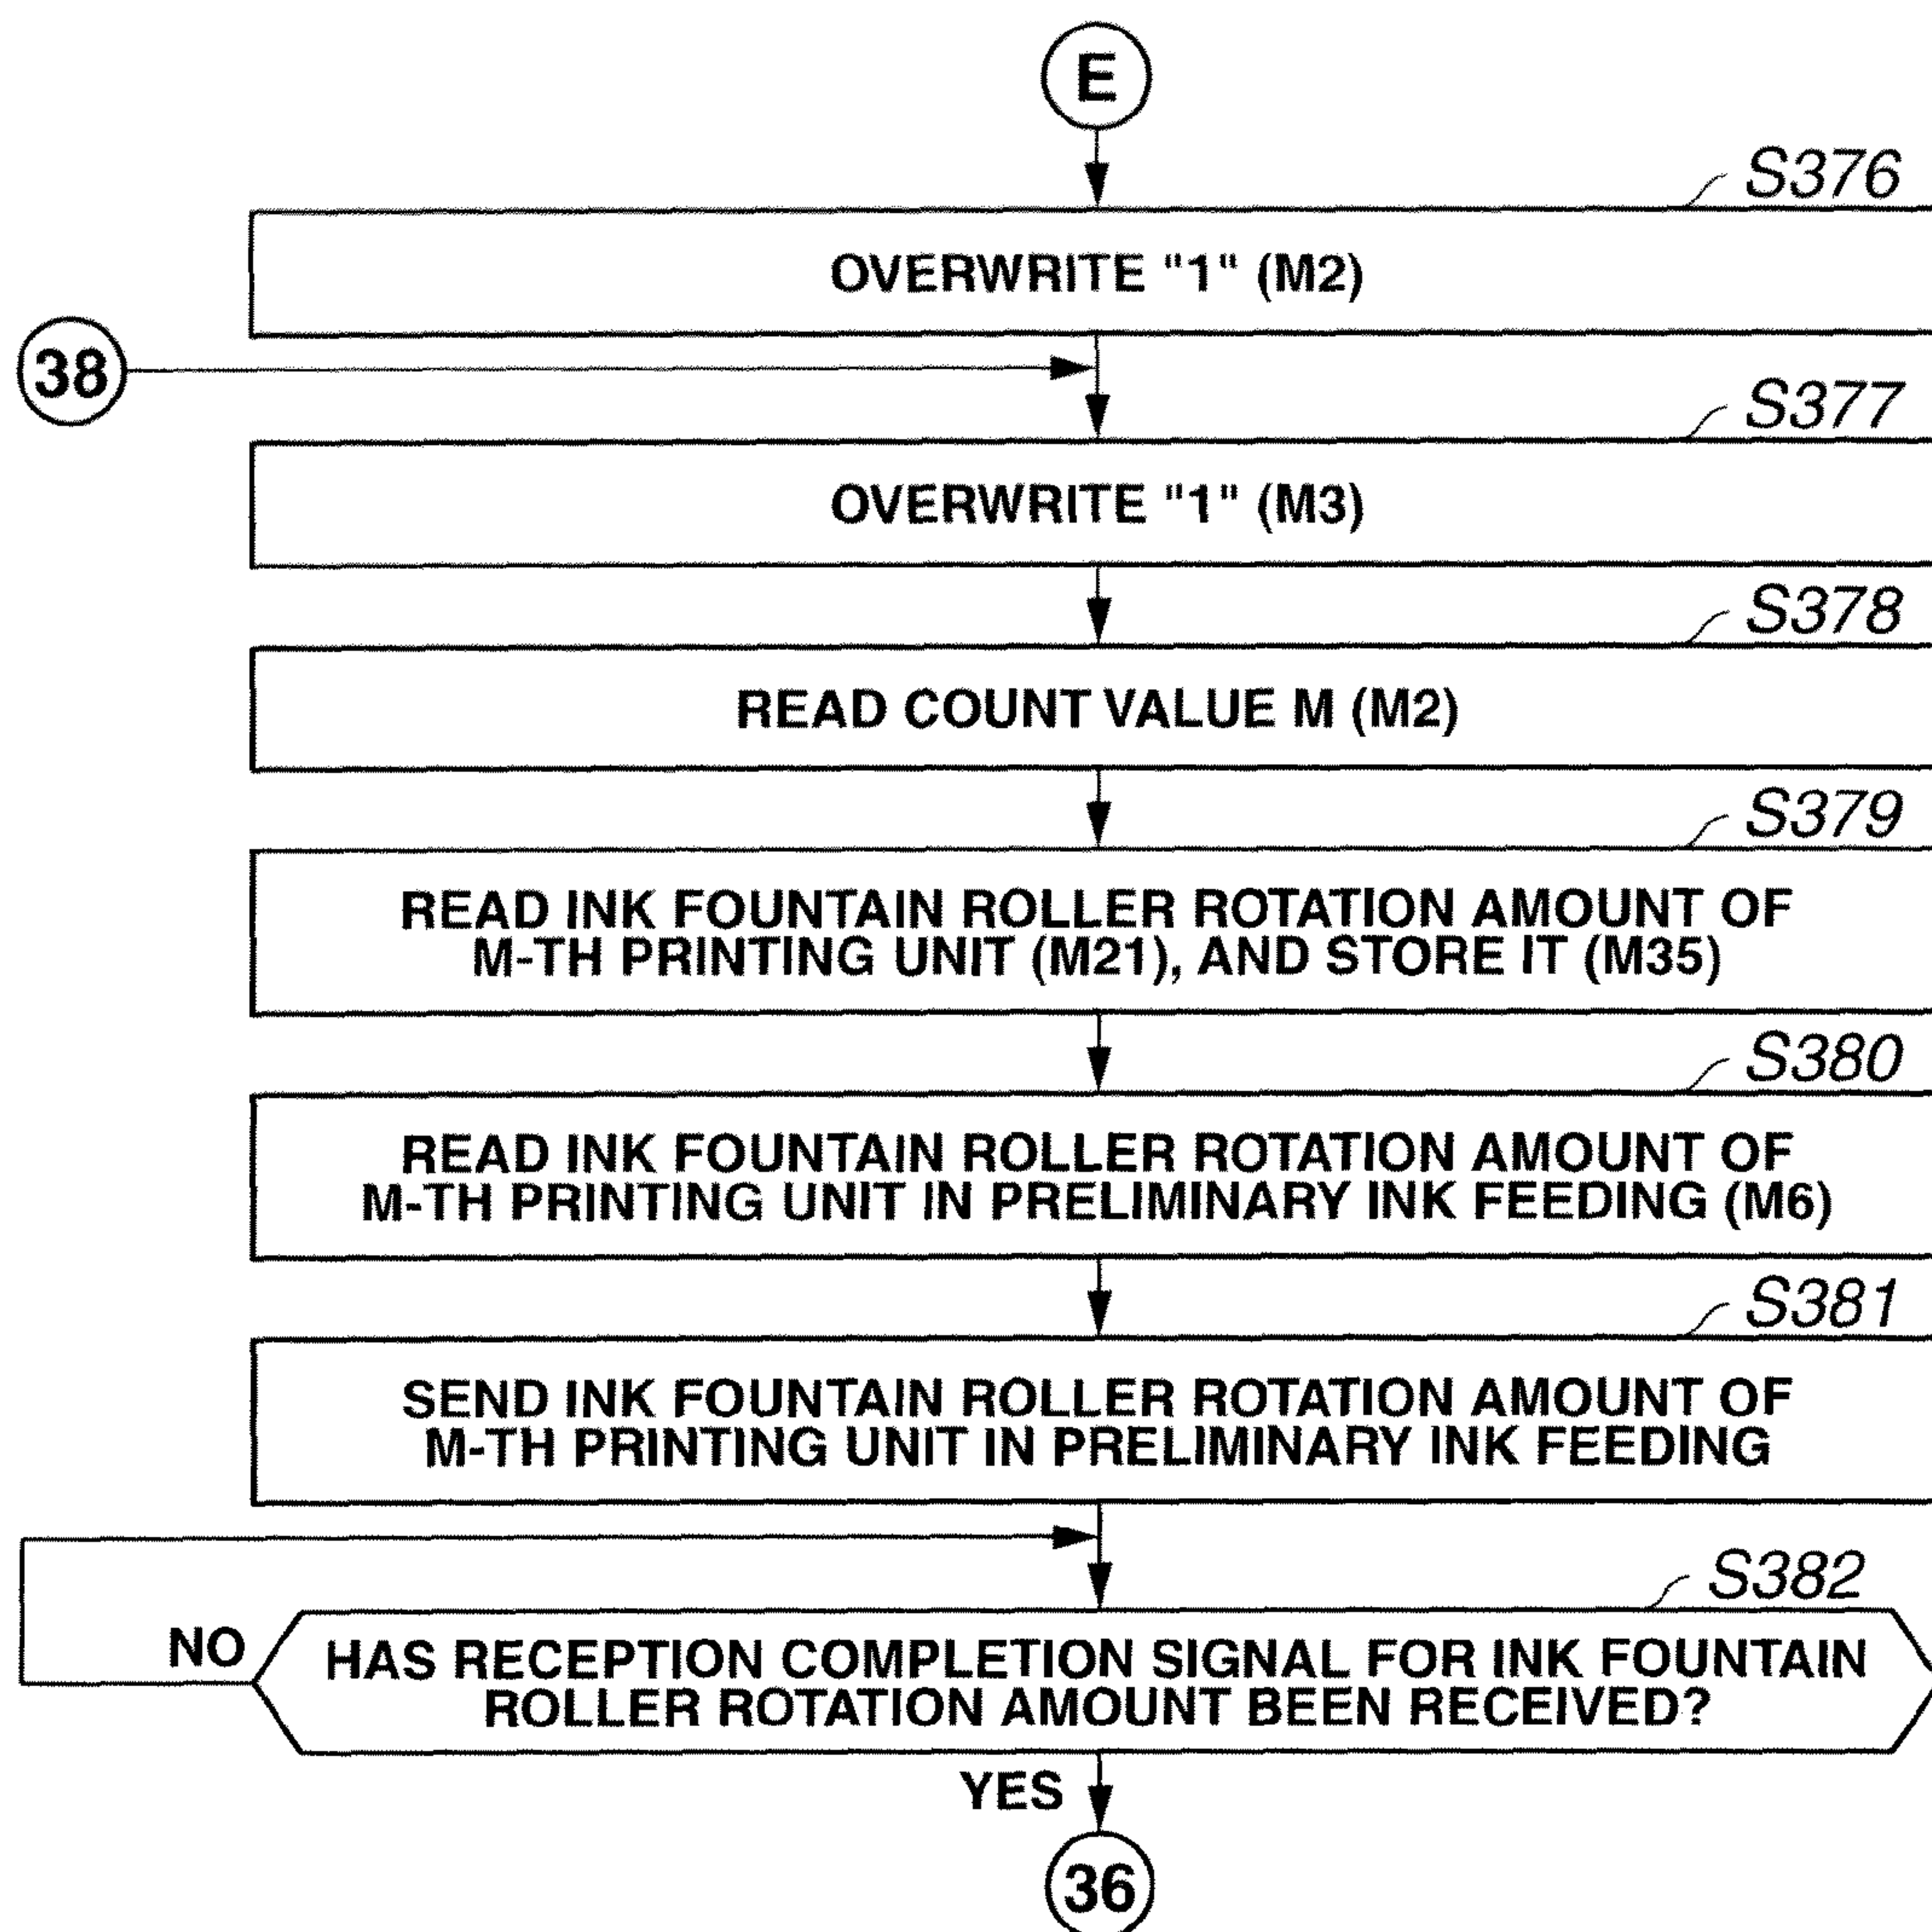 E
S376
OVERWRITE "1" (M2)
38
S377
OVERWRITE "1" (M3)
S378
READ COUNT VALUE M (M2)
S379
READ INK FOUNTAIN ROLLER ROTATION AMOUNT OF
M-TH PRINTING UNIT (M21), AND STORE IT (M35)
S380
READ INK FOUNTAIN ROLLER ROTATION AMOUNT OF
M-TH PRINTING UNIT IN PRELIMINARY INK FEEDING (M6)
S381
SEND INK FOUNTAIN ROLLER ROTATION AMOUNT OF
M-TH PRINTING UNIT IN PRELIMINARY INK FEEDING
S382
NO
HAS RECEPTION COMPLETION SIGNAL FOR INK FOUNTAIN
ROLLER ROTATION AMOUNT BEEN RECEIVED?
YES
36